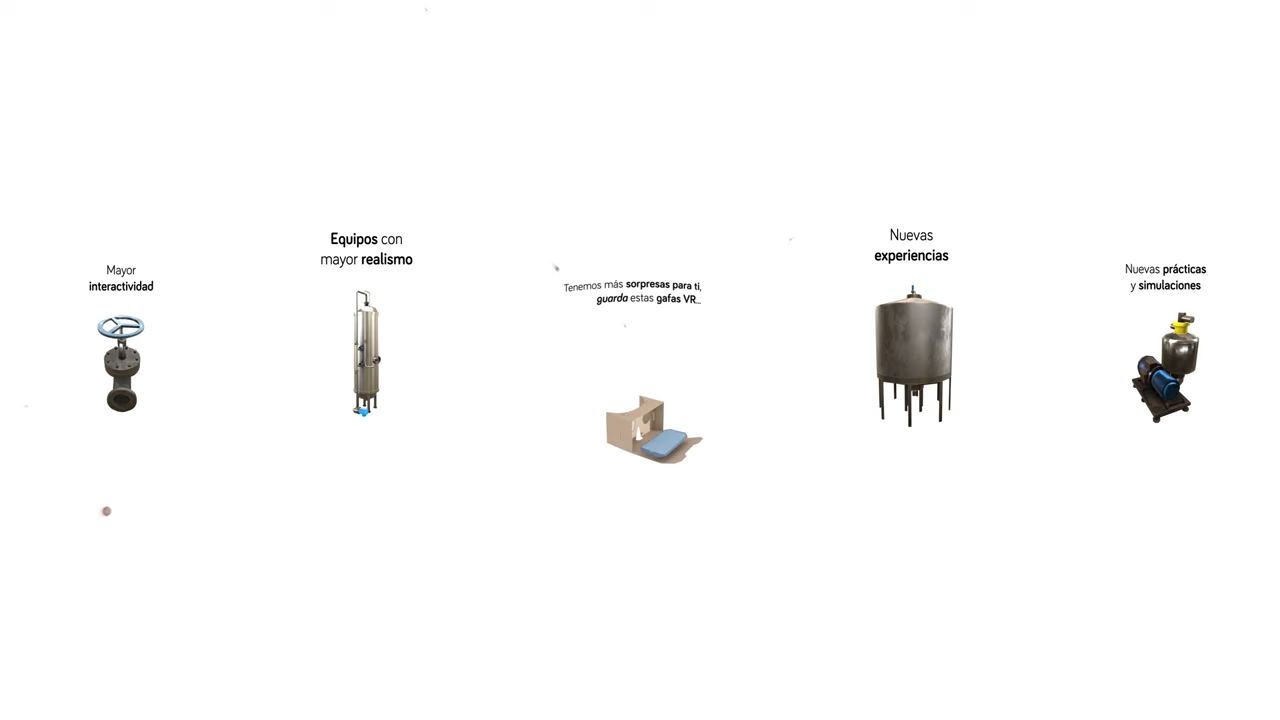 Mayor
interactividad
Equipos con
mayor realismo
Tenemos más sorpresas para ti,
guarda estas gafas VR...
Nuevas
experiencias
Nuevas prácticas
y simulaciones